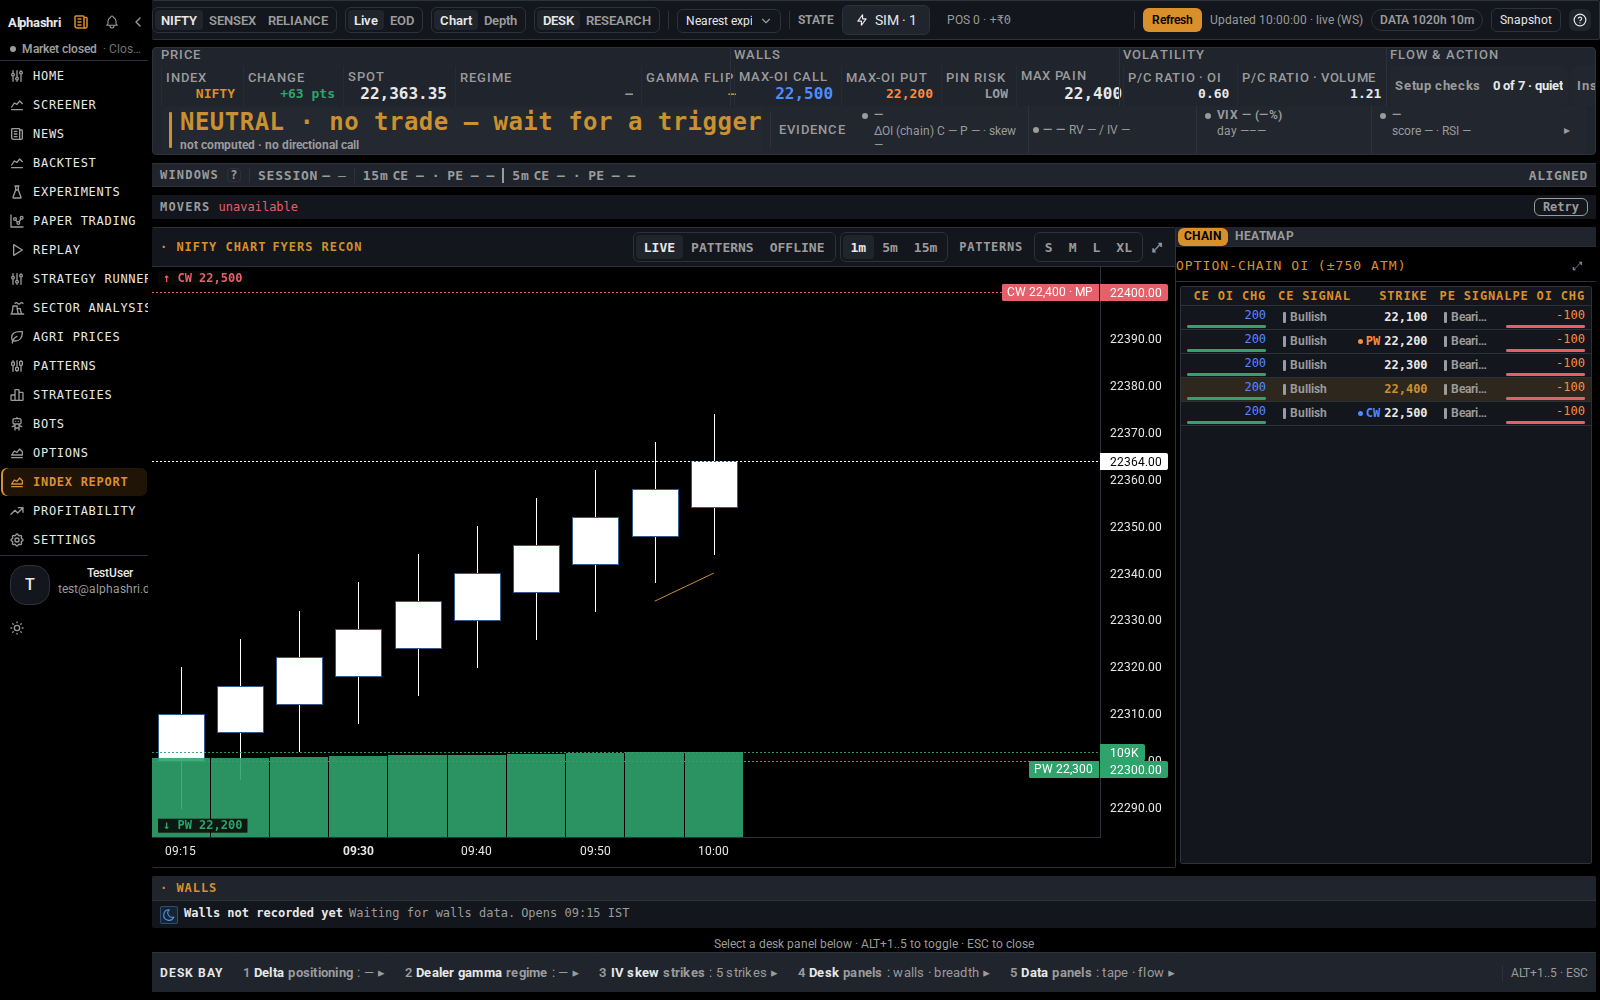 Alphashri
Market closed · Clos...
HOME
SCREENER
NEWS
BACKTEST
EXPERIMENTS
PAPER TRADING
REPLAY
STRATEGY RUNNER
SECTOR ANALYSIS
AGRI PRICES
PATTERNS
STRATEGIES
BOTS
OPTIONS
INDEX REPORT
PROFITABILITY
SETTINGS
T
TestUser
test@alphashri.d
NIFTY SENSEX RELIANCE Live EOD Chart Depth DESK RESEARCH Nearest expi STATE SIM · 1 POS 0 · +₹0 Refresh Updated 10:00:00 · live (WS) DATA 1020h 10m Snapshot
PRICE WALLS VOLATILITY FLOW & ACTION
INDEX CHANGE SPOT REGIME GAMMA FLIP MAX-OI CALL MAX-OI PUT PIN RISK MAX PAIN P/C RATIO · OI P/C RATIO · VOLUME Setup checks 0 of 7 · quiet Ins
NIFTY +63 pts 22,363.35 — — 22,500 22,200 LOW 22,400 0.60 1.21
NEUTRAL · no trade — wait for a trigger
not computed · no directional call
EVIDENCE
—
ΔOI (chain) C — P — · skew
—
— — RV — / IV —
VIX — (—%)
day −−−
—
score — · RSI — ▸
WINDOWS ? SESSION — — 15m CE — · PE — — 5m CE — · PE — — ALIGNED
MOVERS unavailable Retry
· NIFTY CHART FYERS RECON LIVE PATTERNS OFFLINE 1m 5m 15m PATTERNS S M L XL
↑ CW 22,500
CW 22,400 · MP 22400.00
22390.00
22380.00
22370.00
22364.00
22360.00
22350.00
22340.00
22330.00
22320.00
22310.00
109K
PW 22,300 22300.00
22290.00
↓ PW 22,200
09:15 09:30 09:40 09:50 10:00
CHAIN HEATMAP
OPTION-CHAIN OI (±750 ATM)
CE OI CHG CE SIGNAL STRIKE PE SIGNAL PE OI CHG
200 Bullish 22,100 Beari... -100
200 Bullish PW 22,200 Beari... -100
200 Bullish 22,300 Beari... -100
200 Bullish 22,400 Beari... -100
200 Bullish CW 22,500 Beari... -100
· WALLS
Walls not recorded yet Waiting for walls data. Opens 09:15 IST
Select a desk panel below · ALT+1..5 to toggle · ESC to close
DESK BAY 1 Delta positioning : — ▸ 2 Dealer gamma regime : — ▸ 3 IV skew strikes : 5 strikes ▸ 4 Desk panels : walls · breadth ▸ 5 Data panels : tape · flow ▸ ALT+1..5 · ESC